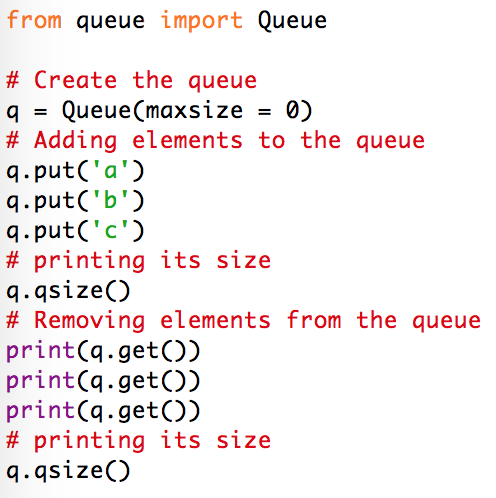 from queue import Queue

# Create the queue
q = Queue(maxsize = 0)
# Adding elements to the queue
q.put('a')
q.put('b')
q.put('c')
# printing its size
q.qsize()
# Removing elements from the queue
print(q.get())
print(q.get())
print(q.get())
# printing its size
q.qsize()